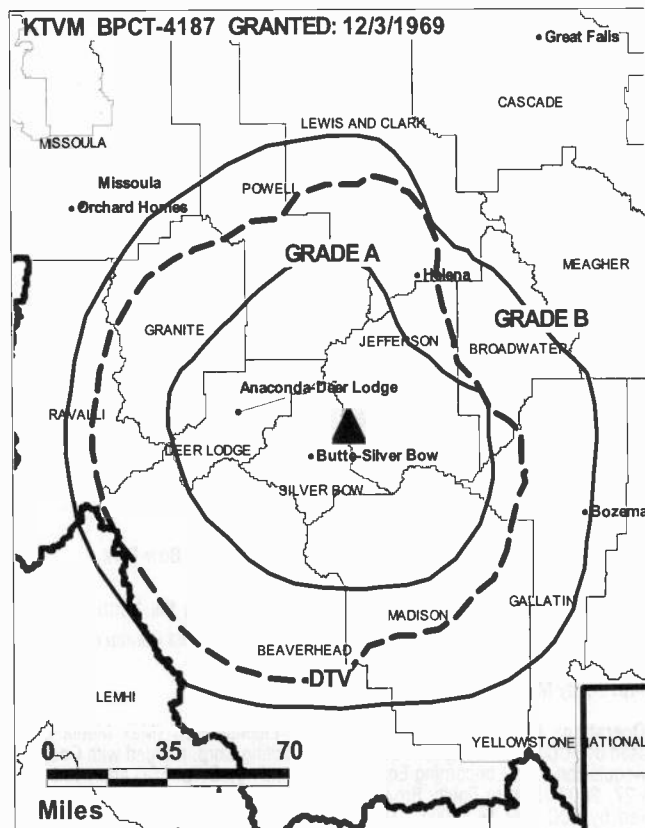 KTVM BPCT-4187 GRANTED: 12/3/1969
Great Falls
CASCADE
LEWIS AND CLARK
MISSOULA
Missoula
POWELL
Orchard Homes
GRADE A
MEAGHER
Helena
GRADE B
GRANITE
JEFFERSON
BROADWATER
Anaconda-Deer Lodge
RAVALLI
DEER LODGE
Butte-Silver Bow
SILVER BOW
Bozema
GALLATIN
MADISON
BEAVERHEAD
DTV
LEMHI
YELLOWSTONE NATIONAL
0 35 70
Miles